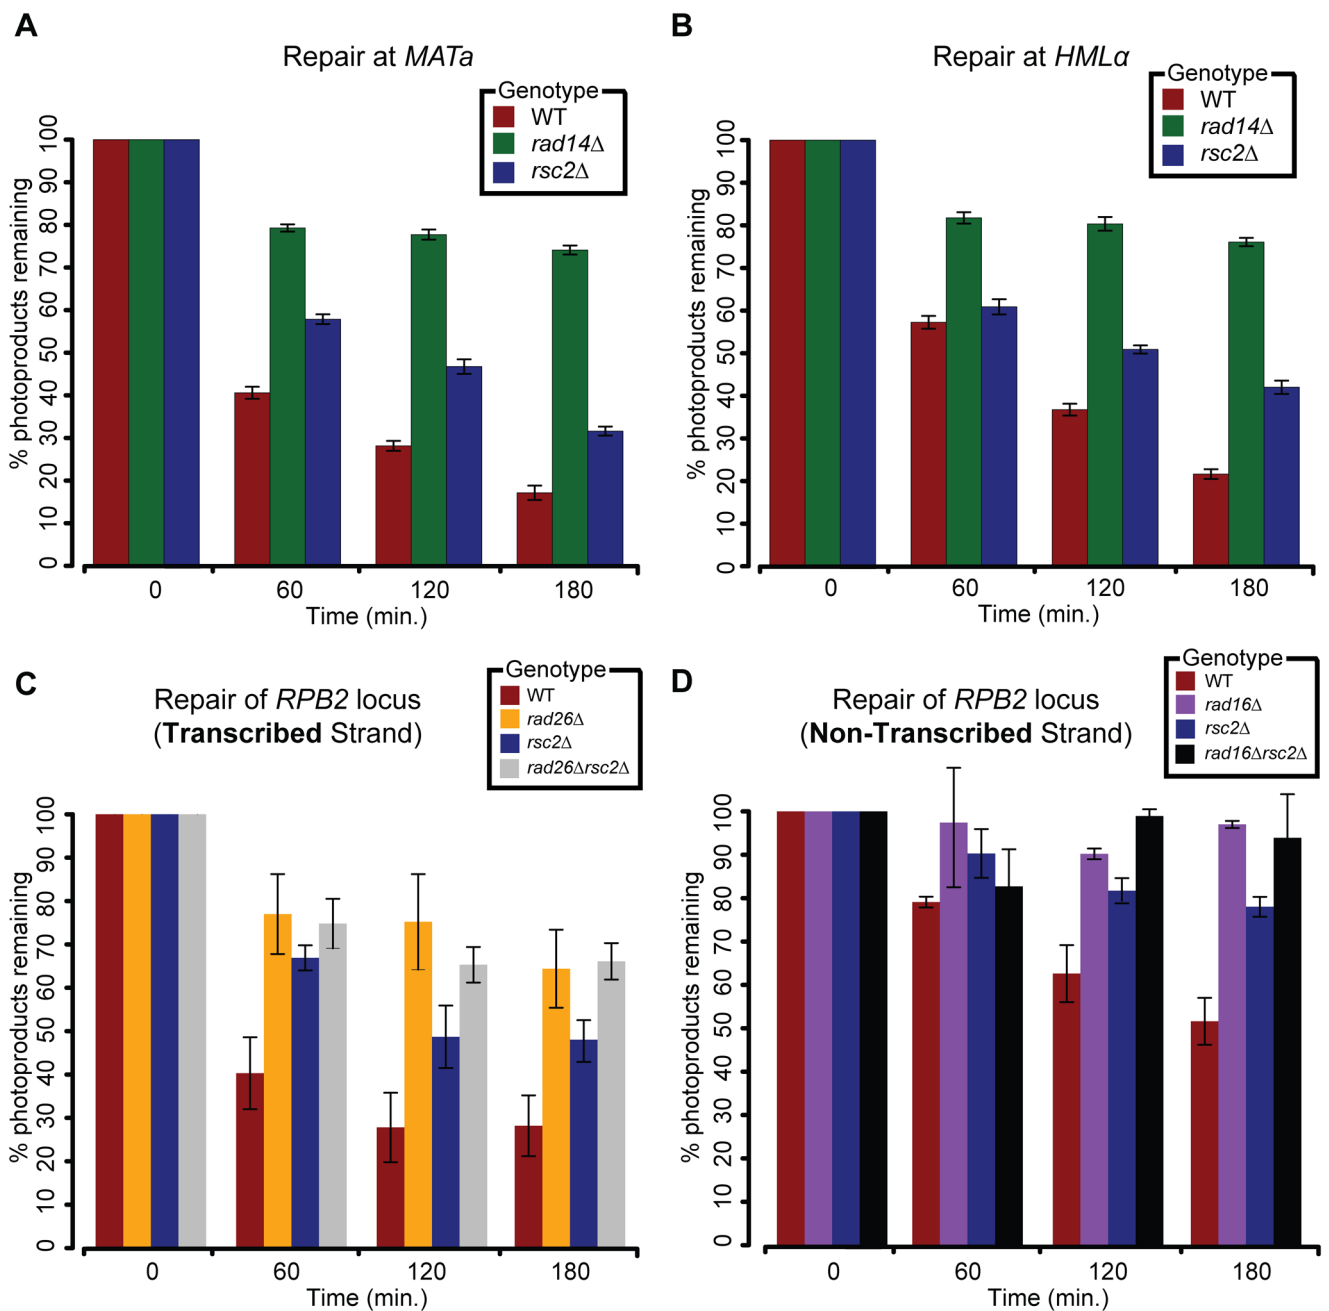 A
Repair at MATa
Genotype
WT
rad14Δ
rsc2Δ
% photoproducts remaining
100
90
80
70
60
50
40
30
20
10
0
0 60 120 180
Time (min.)
B
Repair at HMLα
Genotype
WT
rad14Δ
rsc2Δ
% photoproducts remaining
100
90
80
70
60
50
40
30
20
10
0
0 60 120 180
Time (min.)
C
Repair of RPB2 locus
(Transcribed Strand)
Genotype
WT
rad26Δ
rsc2Δ
rad26Δrsc2Δ
% photoproducts remaining
100
90
80
70
60
50
40
30
20
10
0
0 60 120 180
Time (min.)
D
Repair of RPB2 locus
(Non-Transcribed Strand)
Genotype
WT
rad16Δ
rsc2Δ
rad16Δrsc2Δ
% photoproducts remaining
100
90
80
70
60
50
40
30
20
10
0
0 60 120 180
Time (min.)